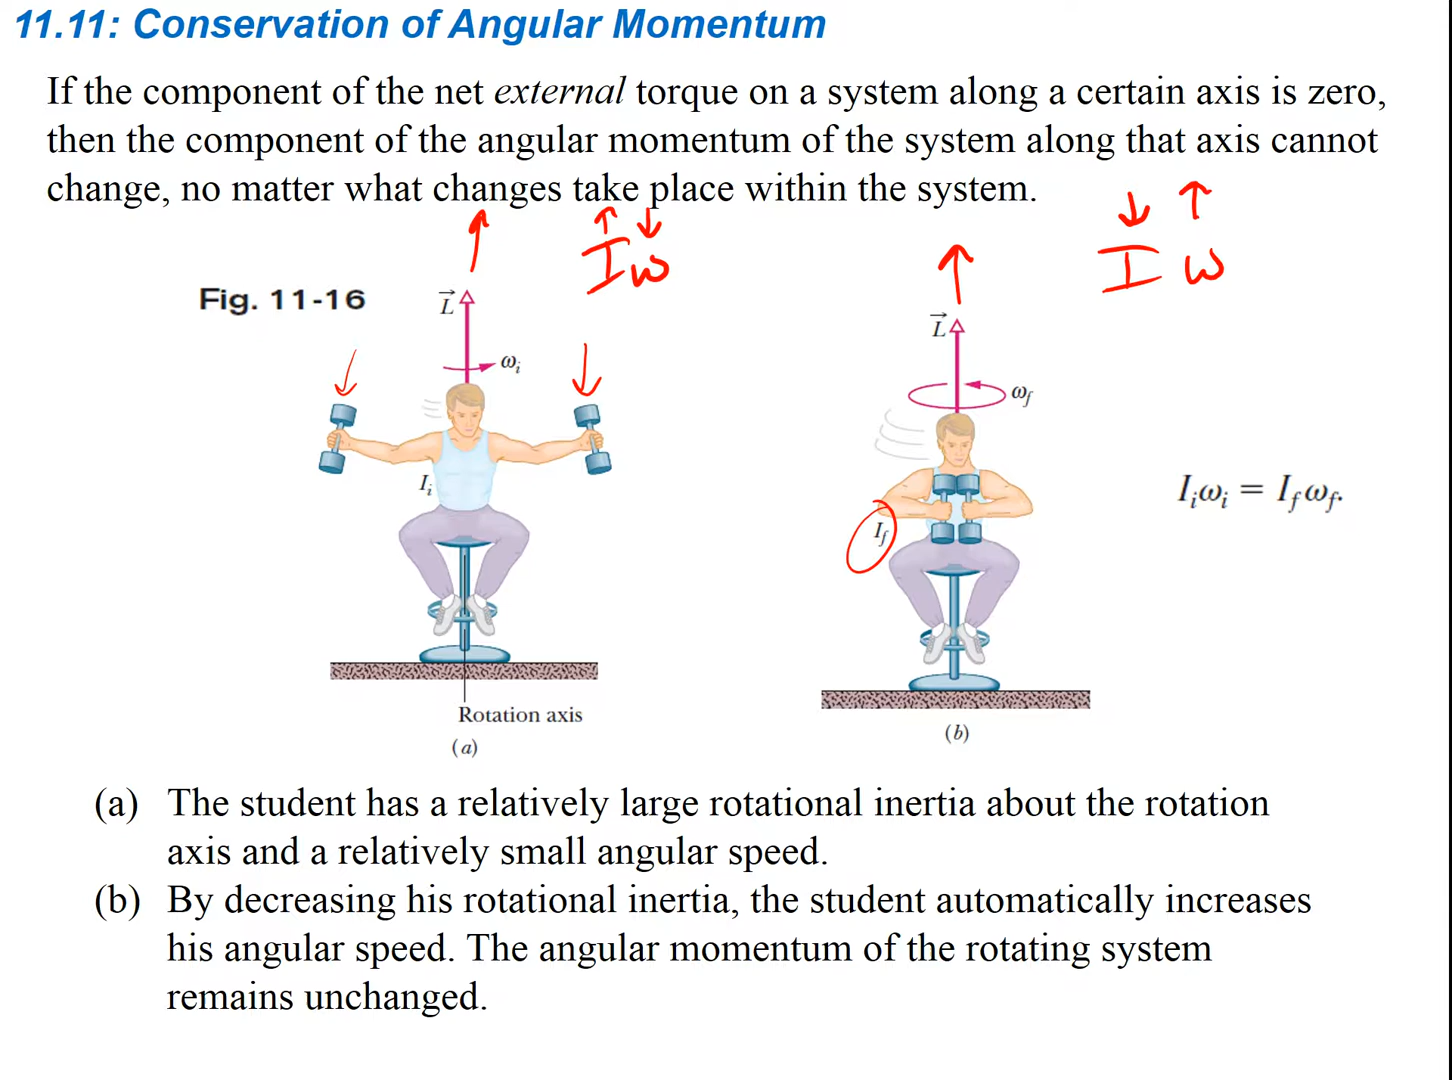 11.11: Conservation of Angular Momentum
If the component of the net external torque on a system along a certain axis is zero,
then the component of the angular momentum of the system along that axis cannot
change, no matter what changes take place within the system.
↑ ↓
I ω
↓ ↑
I ω
Fig. 11-16
L⃗
ωi
Ii
Rotation axis
(a)
L⃗
ωf
If
(b)
Iiωi = Ifωf.
(a) The student has a relatively large rotational inertia about the rotation
axis and a relatively small angular speed.
(b) By decreasing his rotational inertia, the student automatically increases
his angular speed. The angular momentum of the rotating system
remains unchanged.